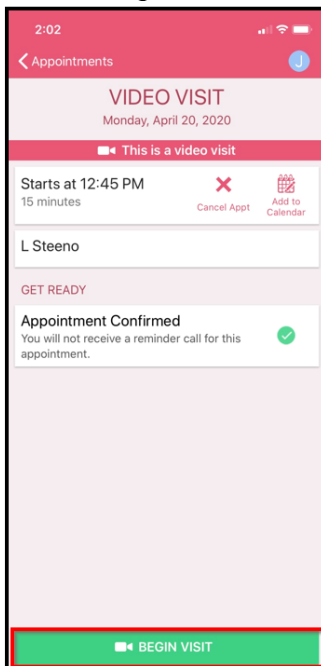 2:02
Appointments
J
VIDEO VISIT
Monday, April 20, 2020
This is a video visit
Starts at 12:45 PM
15 minutes
Cancel Appt
Add to
Calendar
L Steeno
GET READY
Appointment Confirmed
You will not receive a reminder call for this
appointment.
BEGIN VISIT